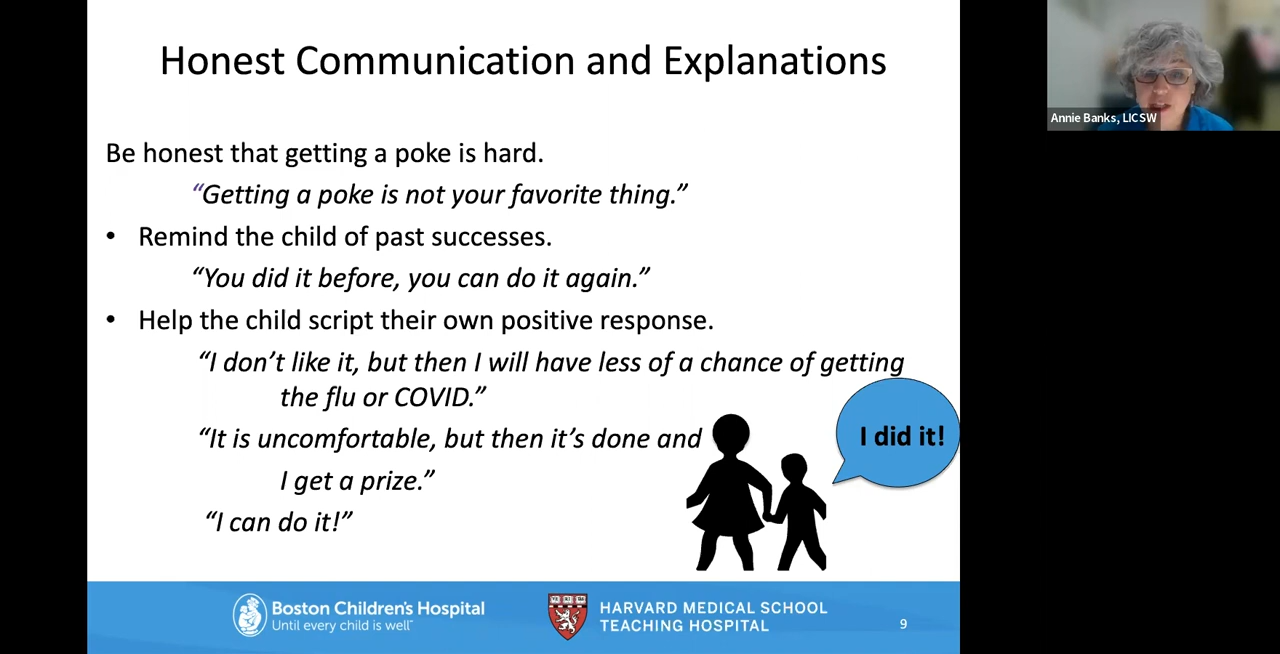 Honest Communication and Explanations
Annie Banks, LICSW
Be honest that getting a poke is hard.
“Getting a poke is not your favorite thing.”
• Remind the child of past successes.
“You did it before, you can do it again.”
• Help the child script their own positive response.
“I don’t like it, but then I will have less of a chance of getting
the flu or COVID.”
“It is uncomfortable, but then it’s done and
I get a prize.”
“I can do it!”
I did it!
Boston Children’s Hospital
Until every child is well™
HARVARD MEDICAL SCHOOL
TEACHING HOSPITAL
9